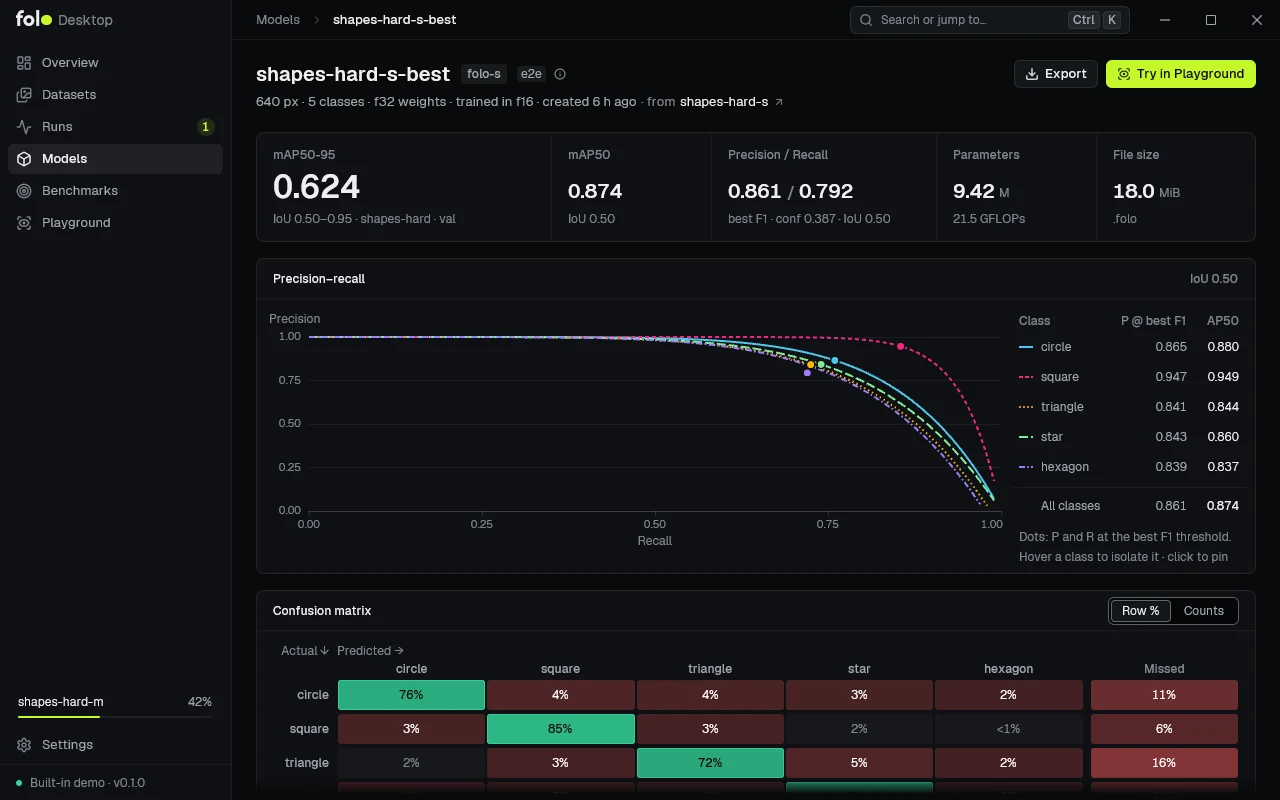 folo Desktop
Models > shapes-hard-s-best
Search or jump to… Ctrl K
Overview
Datasets
Runs 1
Models
Benchmarks
Playground
shapes-hard-s-best folo-s e2e
Export
Try in Playground
640 px · 5 classes · f32 weights · trained in f16 · created 6 h ago · from shapes-hard-s ↗
mAP50-95
0.624
IoU 0.50–0.95 · shapes-hard · val
mAP50
0.874
IoU 0.50
Precision / Recall
0.861 / 0.792
best F1 · conf 0.387 · IoU 0.50
Parameters
9.42 M
21.5 GFLOPs
File size
18.0 MiB
.folo
Precision–recall
IoU 0.50
Precision
1.00
0.75
0.50
0.25
0.00
0.00 0.25 0.50 0.75 1.00
Recall
Class P @ best F1 AP50
circle 0.865 0.880
square 0.947 0.949
triangle 0.841 0.844
star 0.843 0.860
hexagon 0.839 0.837
All classes 0.861 0.874
Dots: P and R at the best F1 threshold.
Hover a class to isolate it · click to pin
Confusion matrix
Row % Counts
Actual ↓ Predicted →
circle square triangle star hexagon Missed
circle 76% 4% 4% 3% 2% 11%
square 3% 85% 3% 2% <1% 6%
triangle 2% 3% 72% 5% 2% 16%
shapes-hard-m 42%
Settings
Built-in demo · v0.1.0